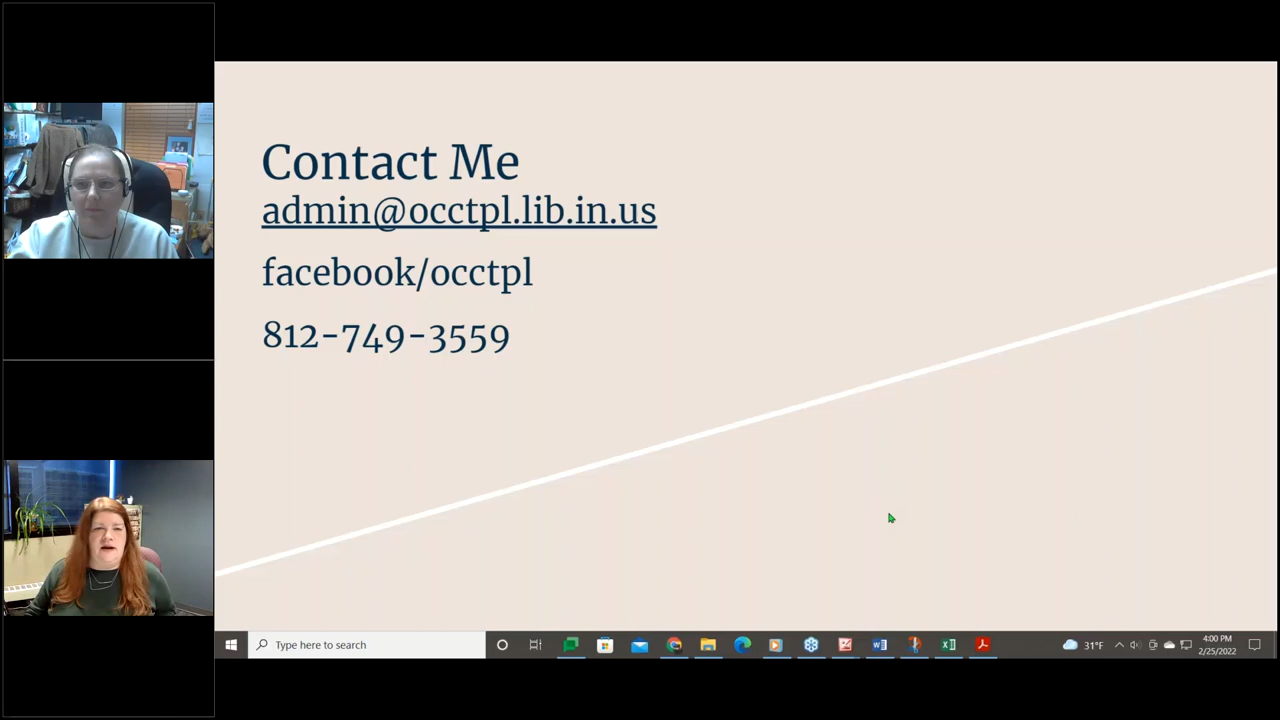 Contact Me
admin@occtpl.lib.in.us
facebook/occtpl
812-749-3559
Type here to search
31°F
4:00 PM
2/25/2022